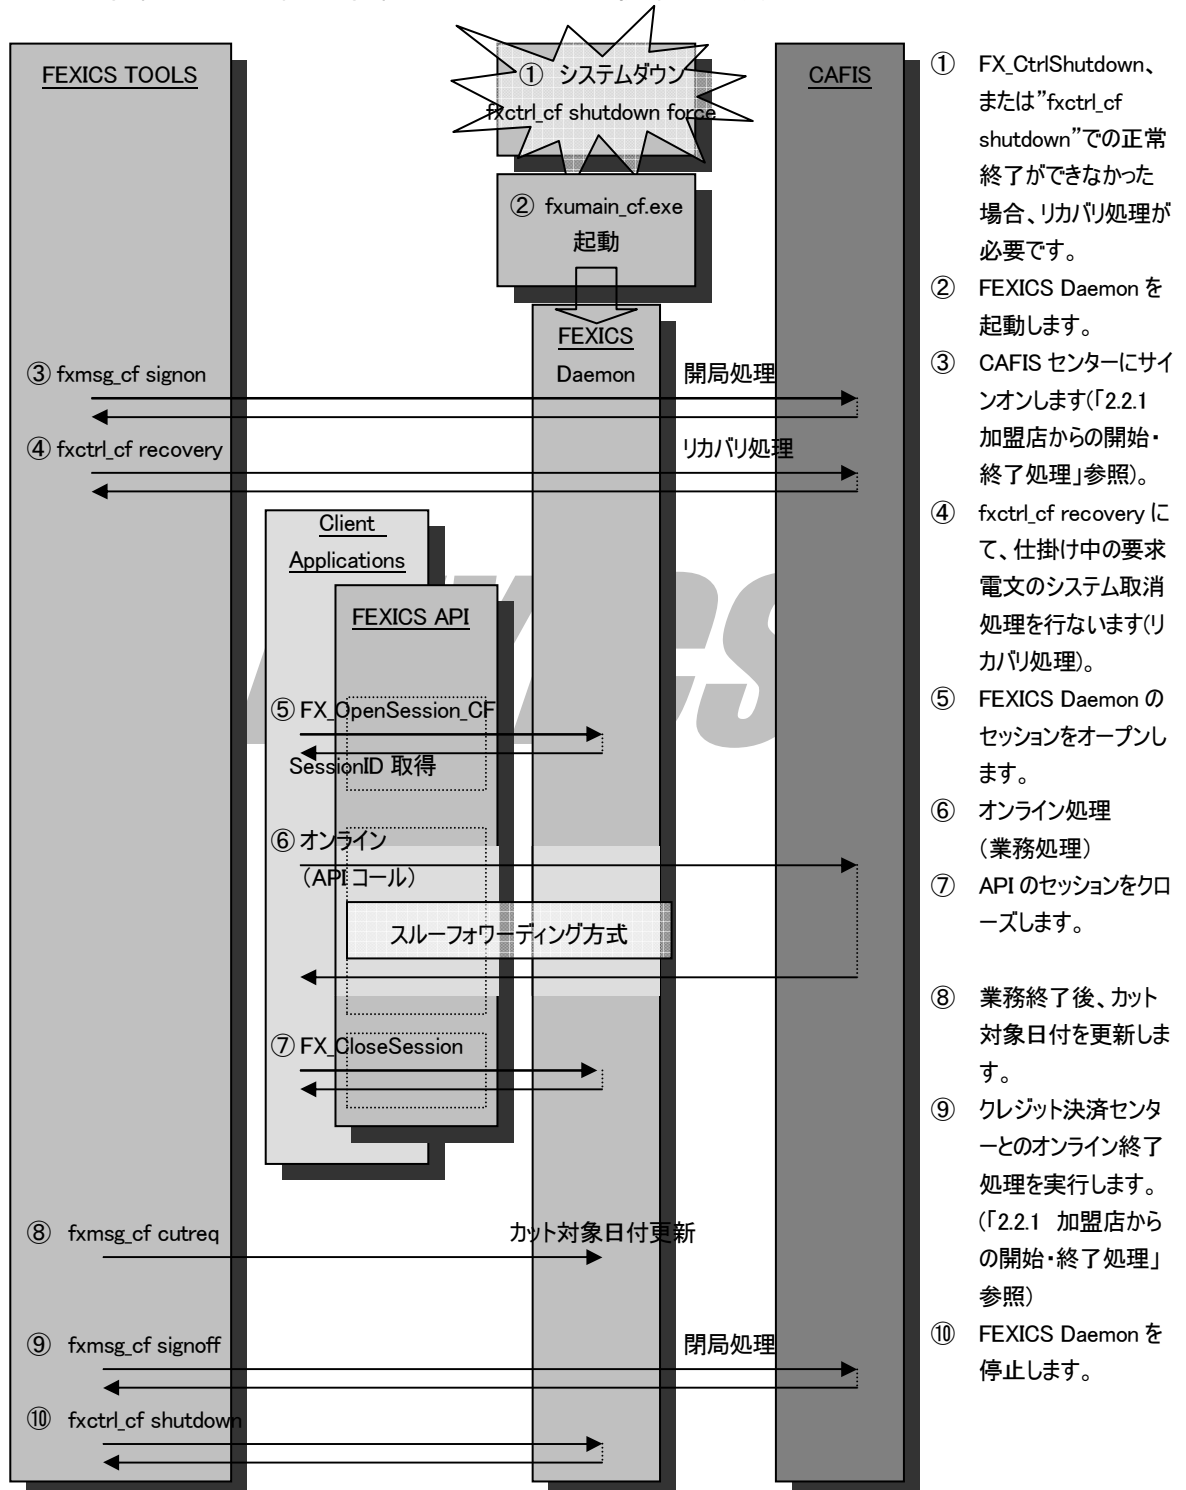 FEXICS TOOLS
① システムダウン
fxctrl_cf shutdown force
CAFIS
② fxumain_cf.exe
起動
FEXICS
Daemon
③ fxmsg_cf signon
開局処理
④ fxctrl_cf recovery
リカバリ処理
Client
Applications
FEXICS API
⑤ FX_OpenSession_CF
SessionID 取得
⑥ オンライン
（API コール）
スルーフォワーディング方式
⑦ FX_CloseSession
⑧ fxmsg_cf cutreq
カット対象日付更新
⑨ fxmsg_cf signoff
閉局処理
⑩ fxctrl_cf shutdown
① FX_CtrlShutdown、
または”fxctrl_cf
shutdown”での正常
終了ができなかった
場合、リカバリ処理が
必要です。
② FEXICS Daemon を
起動します。
③ CAFIS センターにサイ
ンオンします(「2.2.1
加盟店からの開始・
終了処理」参照)。
④ fxctrl_cf recovery に
て、仕掛け中の要求
電文のシステム取消
処理を行ないます(リ
カバリ処理)。
⑤ FEXICS Daemon の
セッションをオープンし
ます。
⑥ オンライン処理
（業務処理）
⑦ API のセッションをクロ
ーズします。
⑧ 業務終了後、カット
対象日付を更新しま
す。
⑨ クレジット決済センタ
ーとのオンライン終了
処理を実行します。
(「2.2.1 加盟店から
の開始・終了処理」
参照)
⑩ FEXICS Daemon を
停止します。